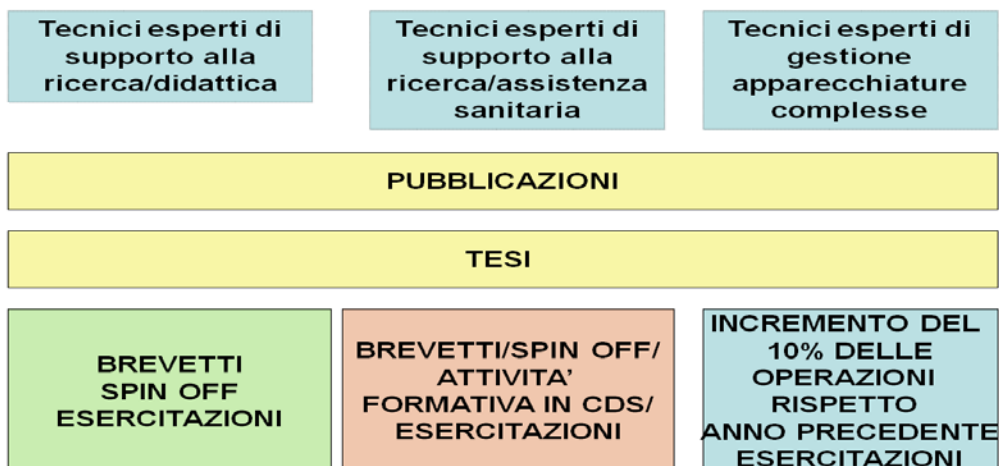 Tecnici esperti di
supporto alla
ricerca/didattica
Tecnici esperti di
supporto alla
ricerca/assistenza
sanitaria
Tecnici esperti di
gestione
apparecchiature
complesse
PUBBLICAZIONI
TESI
BREVETTI
SPIN OFF
ESERCITAZIONI
BREVETTI/SPIN OFF/
ATTIVITA’
FORMATIVA IN CDS/
ESERCITAZIONI
INCREMENTO DEL
10% DELLE
OPERAZIONI
RISPETTO
ANNO PRECEDENTE
ESERCITAZIONI